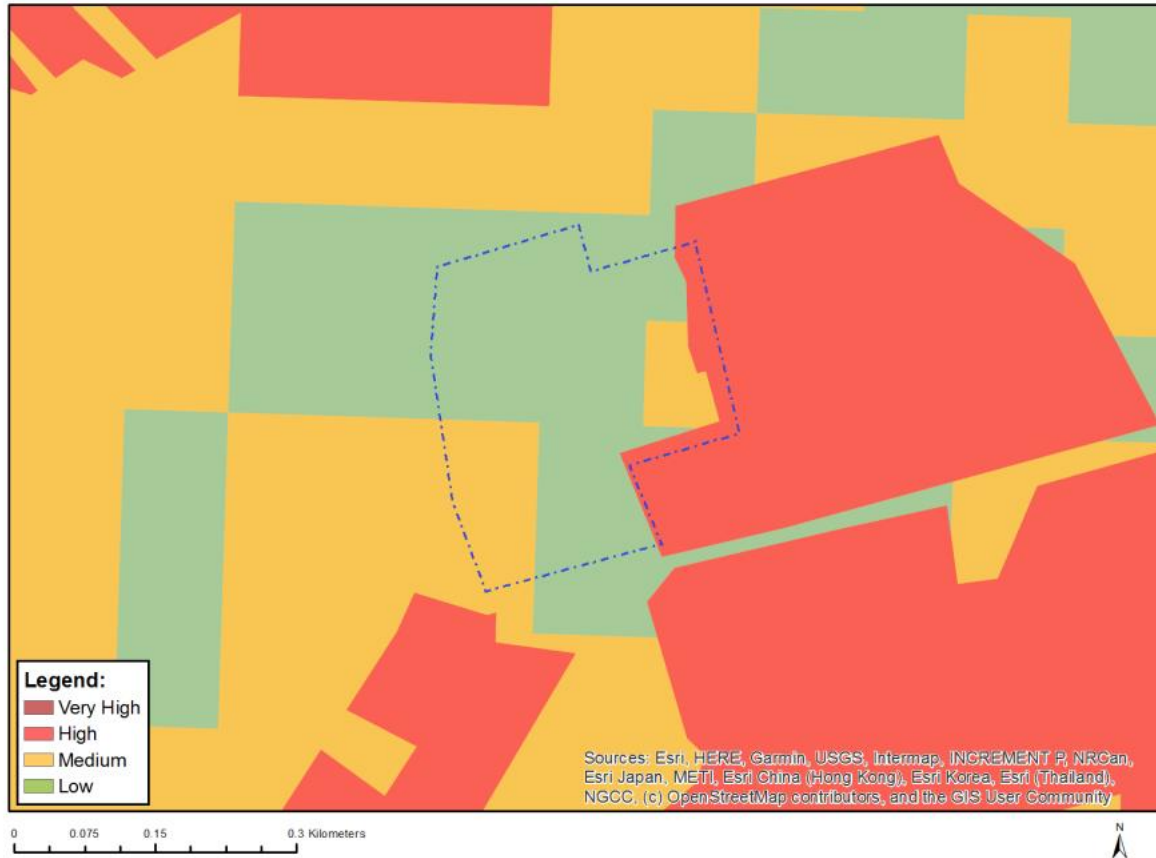 Legend:
Very High
High
Medium
Low
Sources: Esri, HERE, Garmin, USGS, Intermap, INCREMENT P, NRCan,
Esri Japan, METI, Esri China (Hong Kong), Esri Korea, Esri (Thailand),
NGCC, (c) OpenStreetMap contributors, and the GIS User Community
0 0.075 0.15 0.3 Kilometers
N